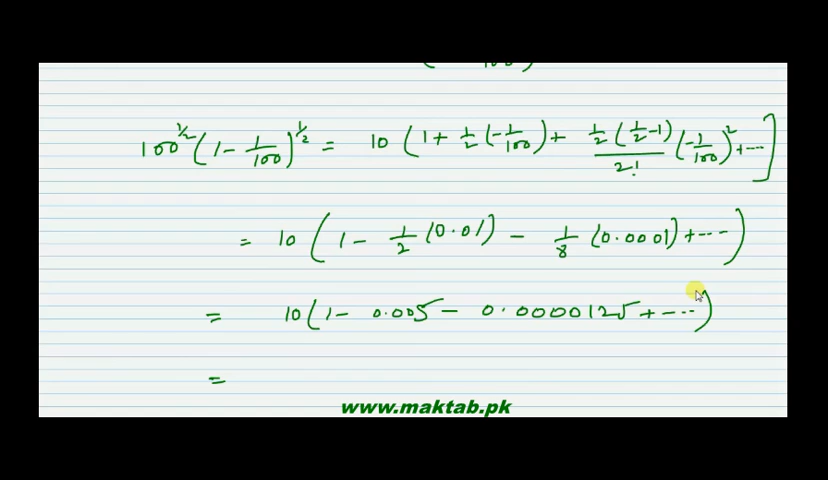 100^{1/2} (1 - 1/100)^{1/2} = 10 (1 + 1/2 (-1/100) + 1/2 (1/2 - 1)/2! (-1/100)^2 + ---]
= 10 (1 - 1/2 (0.01) - 1/8 (0.0001) + ----)
= 10 (1 - 0.005 - 0.0000125 + ----)
=
www.maktab.pk